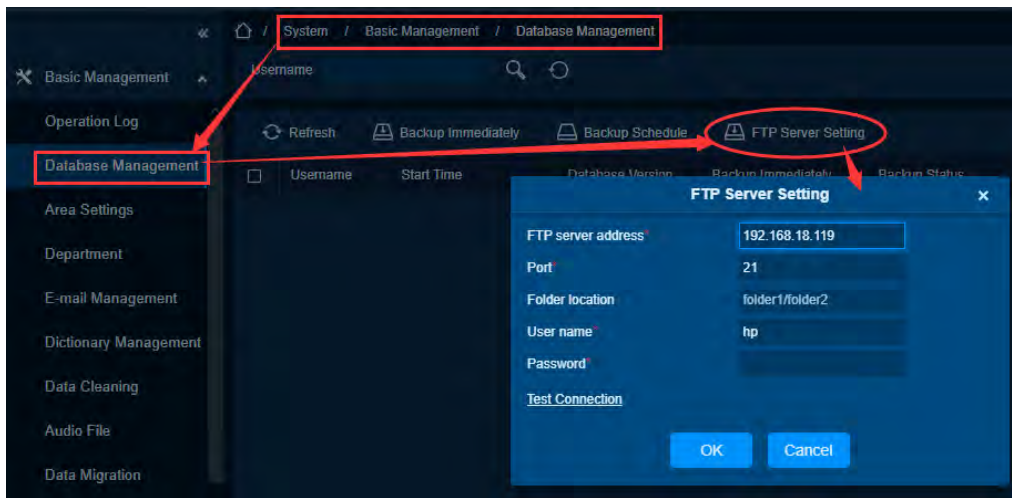 « / System / Basic Management / Database Management
Basic Management
Username
Operation Log
Refresh Backup Immediately Backup Schedule FTP Server Setting
Database Management
Username Start Time Database Version Backup Immediately Backup Status
Area Settings
Department
E-mail Management
Dictionary Management
Data Cleaning
Audio File
Data Migration
FTP Server Setting ×
FTP server address* 192.168.18.119
Port* 21
Folder location folder1/folder2
User name* hp
Password*
Test Connection
OK Cancel